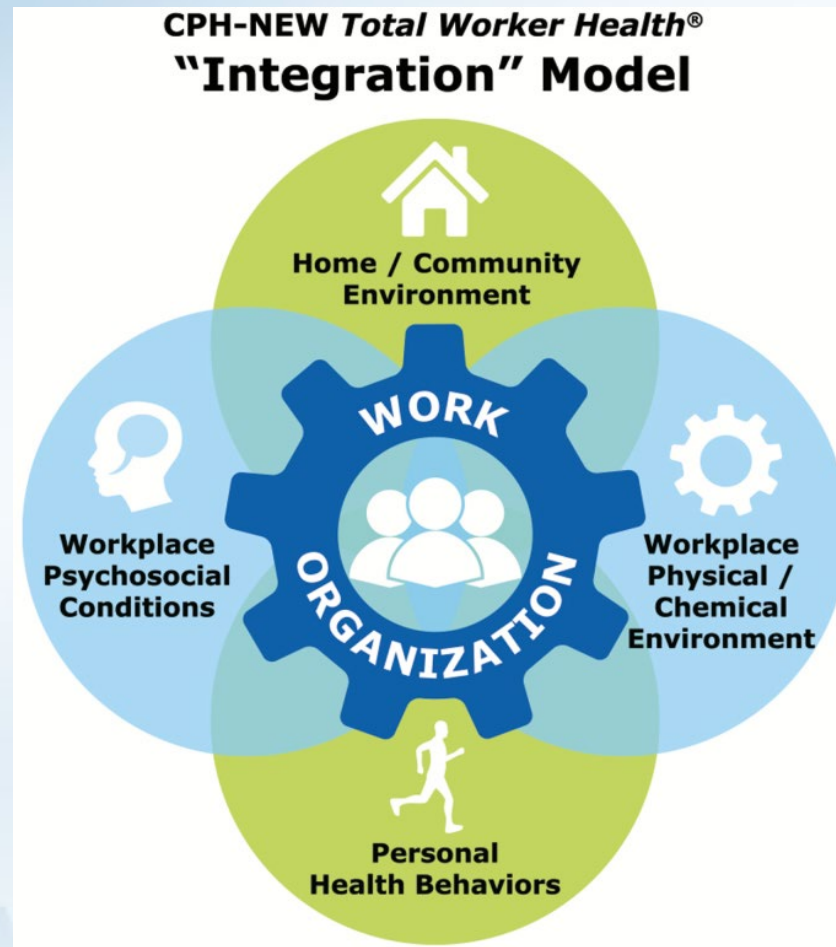 CPH-NEW Total Worker Health®
“Integration” Model
Home / Community
Environment
WORK
ORGANIZATION
Workplace
Psychosocial
Conditions
Workplace
Physical /
Chemical
Environment
Personal
Health Behaviors